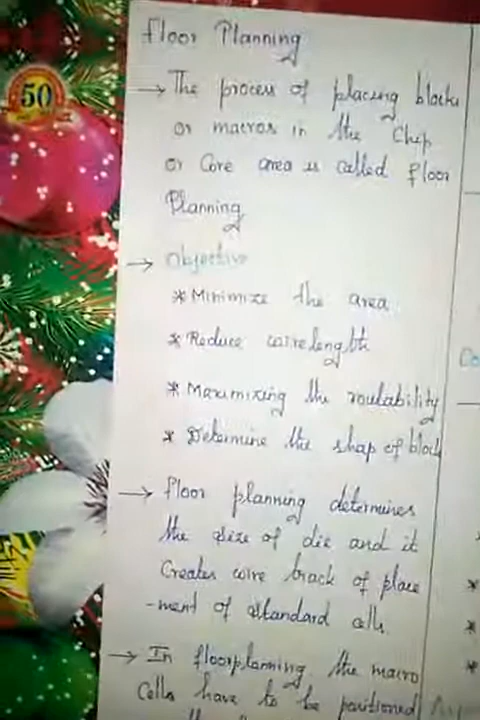 Floor Planning
→ The process of placing blocks
or macros in the Chip
or Core area is called floor
Planning
→ Objective
* Minimize the area
* Reduce wirelength
* Maximizing the routability
* Determine the shap of block
→ floor planning determines
the size of die and it
Creates wire track of place
-ment of standard cells.
→ In floorplanning the macro
Cells have to be positioned
50
Co